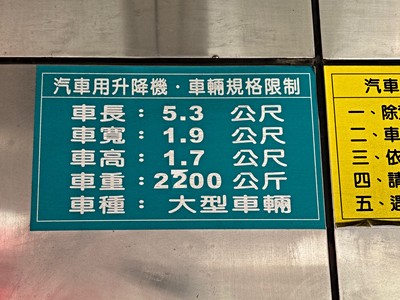 汽車用升降機・車輛規格限制
車長：5.3 公尺
車寬：1.9 公尺
車高：1.7 公尺
車重：2200 公斤
車種：大型車輛
汽車
一、除
二、車
三、依
四、請
五、